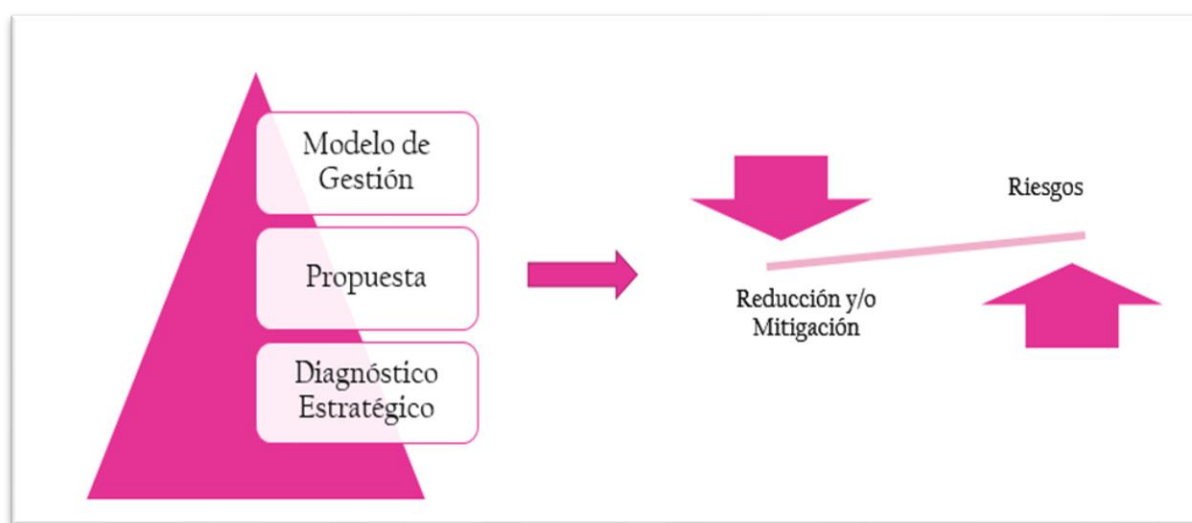 Modelo de
Gestión
Propuesta
Diagnóstico
Estratégico
Riesgos
Reducción y/o
Mitigación